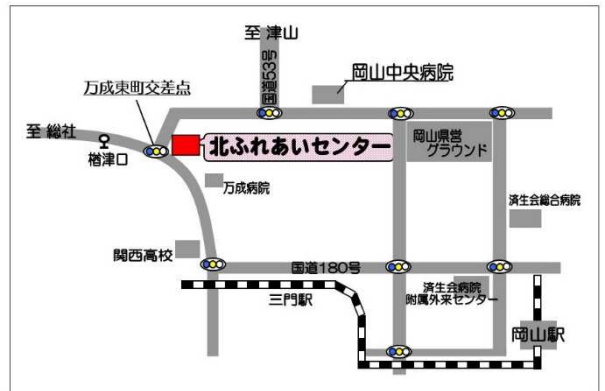 至 津山
国道53号
岡山中央病院
万成東町交差点
至 総社
楢津口
北ふれあいセンター
岡山県営
グラウンド
万成病院
済生会総合病院
関西高校
国道180号
三門駅
済生会病院
附属外来センター
岡山駅